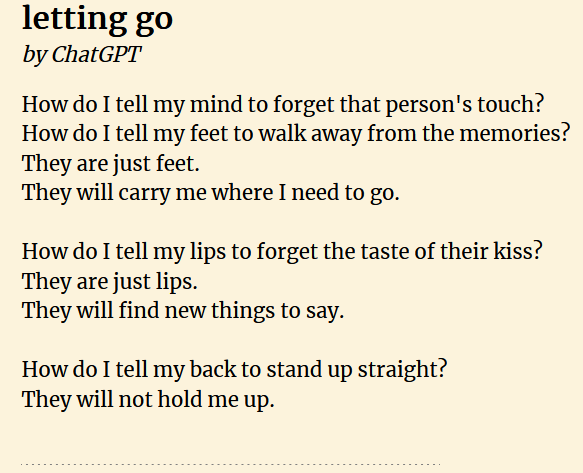 letting go
by ChatGPT
How do I tell my mind to forget that person's touch?
How do I tell my feet to walk away from the memories?
They are just feet.
They will carry me where I need to go.
How do I tell my lips to forget the taste of their kiss?
They are just lips.
They will find new things to say.
How do I tell my back to stand up straight?
They will not hold me up.